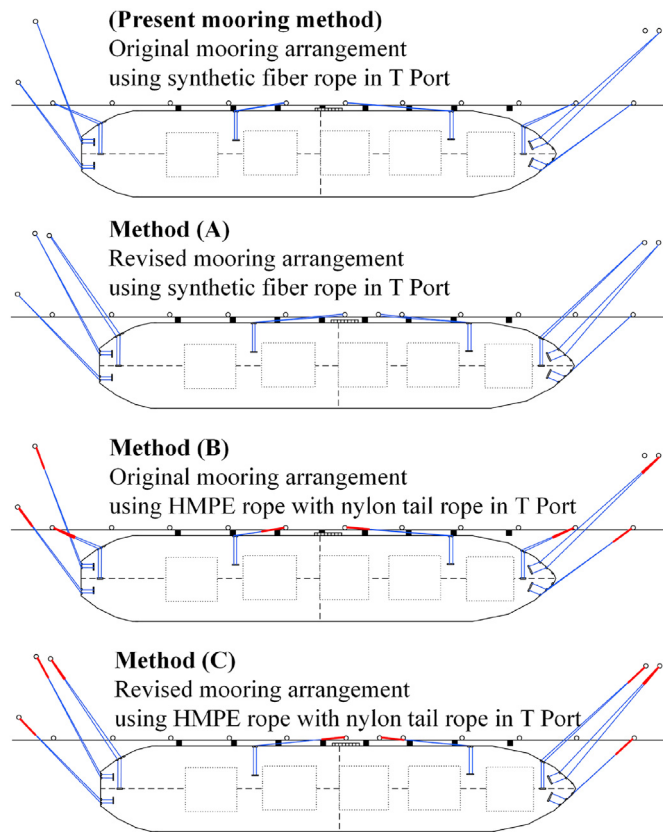 (Present mooring method)
Original mooring arrangement
using synthetic fiber rope in T Port
Method (A)
Revised mooring arrangement
using synthetic fiber rope in T Port
Method (B)
Original mooring arrangement
using HMPE rope with nylon tail rope in T Port
Method (C)
Revised mooring arrangement
using HMPE rope with nylon tail rope in T Port